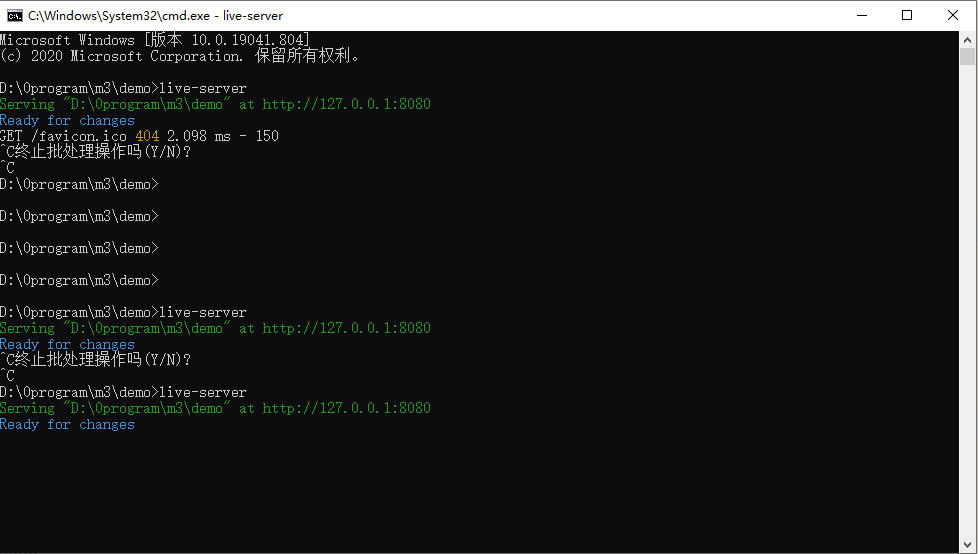 C:\Windows\System32\cmd.exe - live-server
Microsoft Windows [版本 10.0.19041.804]
(c) 2020 Microsoft Corporation. 保留所有权利。
D:\0program\m3\demo>live-server
Serving "D:\0program\m3\demo" at http://127.0.0.1:8080
Ready for changes
GET /favicon.ico 404 2.098 ms - 150
^C终止批处理操作吗(Y/N)?
^C
D:\0program\m3\demo>
D:\0program\m3\demo>
D:\0program\m3\demo>
D:\0program\m3\demo>
D:\0program\m3\demo>live-server
Serving "D:\0program\m3\demo" at http://127.0.0.1:8080
Ready for changes
^C终止批处理操作吗(Y/N)?
^C
D:\0program\m3\demo>live-server
Serving "D:\0program\m3\demo" at http://127.0.0.1:8080
Ready for changes